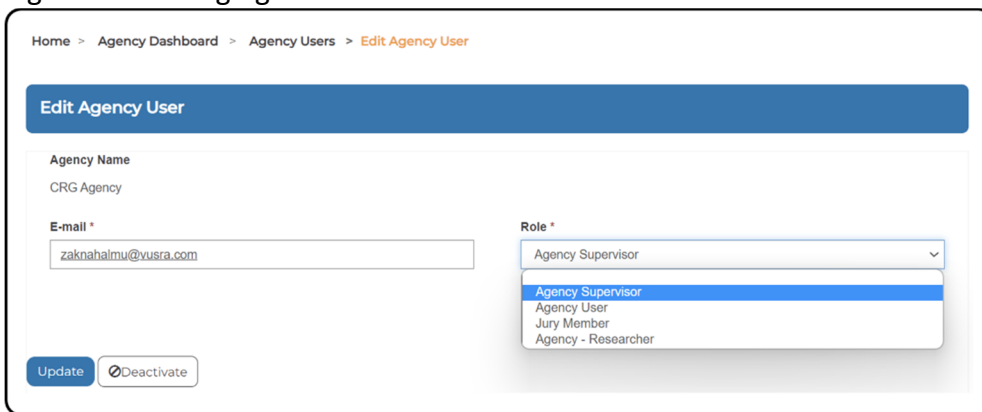 Home > Agency Dashboard > Agency Users > Edit Agency User
Edit Agency User
Agency Name
CRG Agency
E-mail *
zaknahalmu@vusra.com
Role *
Agency Supervisor
Agency Supervisor
Agency User
Jury Member
Agency - Researcher
Update
Deactivate